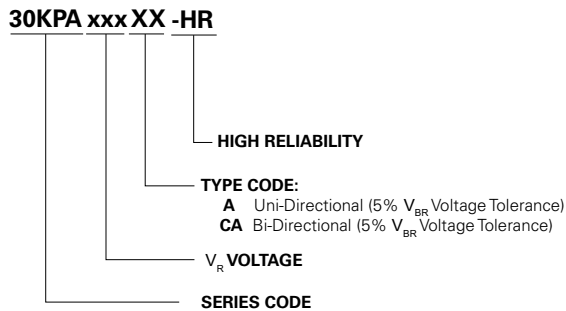 30KPA xxx XX -HR
HIGH RELIABILITY
TYPE CODE:
A Uni-Directional (5% VBR Voltage Tolerance)
CA Bi-Directional (5% VBR Voltage Tolerance)
VR VOLTAGE
SERIES CODE